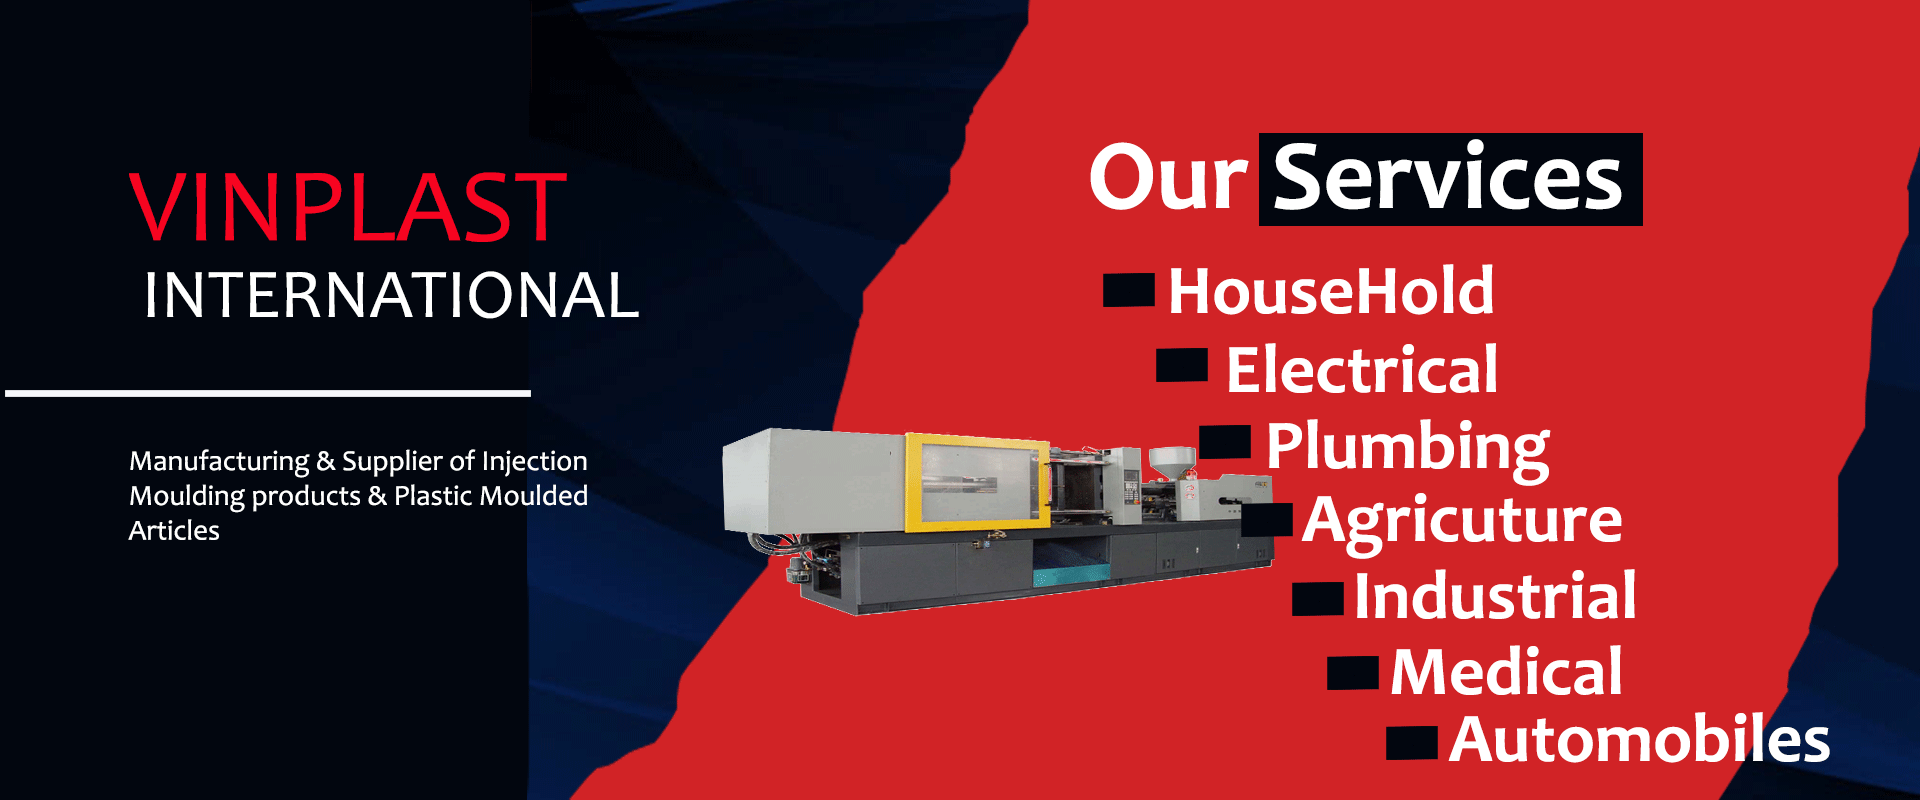 VINPLAST
INTERNATIONAL
Manufacturing & Supplier of Injection
Moulding products & Plastic Moulded
Articles
Our Services
HouseHold
Electrical
Plumbing
Agricuture
Industrial
Medical
Automobiles